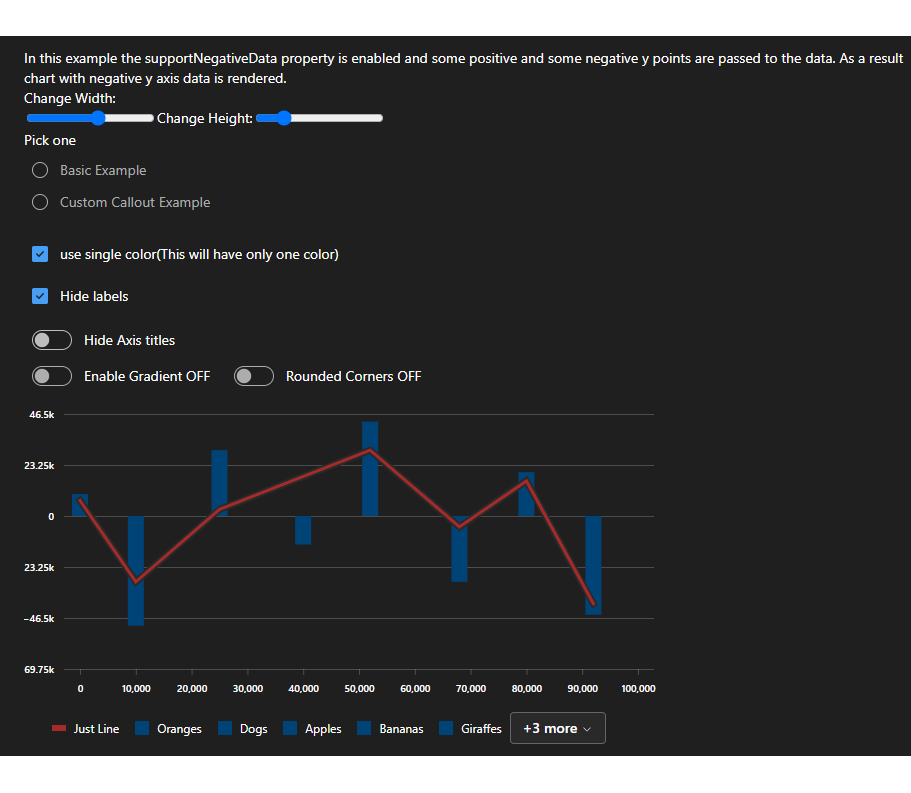 In this example the supportNegativeData property is enabled and some positive and some negative y points are passed to the data. As a result
chart with negative y axis data is rendered.
Change Width:
Change Height:
Pick one
Basic Example
Custom Callout Example
use single color(This will have only one color)
Hide labels
Hide Axis titles
Enable Gradient OFF Rounded Corners OFF
46.5k
23.25k
0
23.25k
−46.5k
69.75k
0 10,000 20,000 30,000 40,000 50,000 60,000 70,000 80,000 90,000 100,000
Just Line Oranges Dogs Apples Bananas Giraffes +3 more